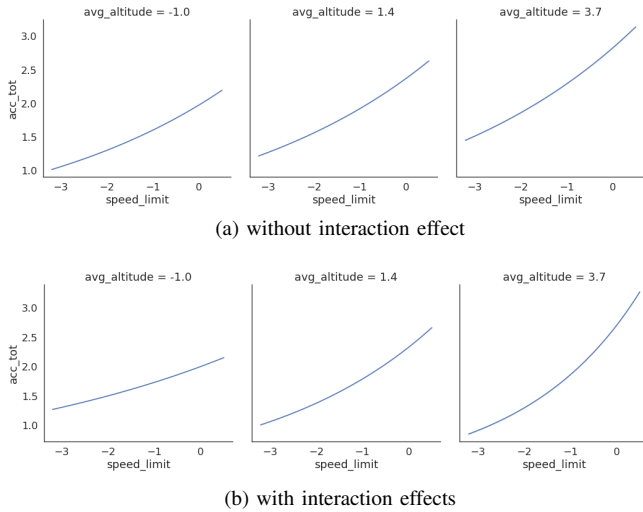 avg_altitude = -1.0 avg_altitude = 1.4 avg_altitude = 3.7
3.0
2.5
2.0
1.5
1.0
acc_tot
−3 −2 −1 0 −3 −2 −1 0 −3 −2 −1 0
speed_limit speed_limit speed_limit
(a) without interaction effect
avg_altitude = -1.0 avg_altitude = 1.4 avg_altitude = 3.7
3.0
2.5
2.0
1.5
1.0
acc_tot
−3 −2 −1 0 −3 −2 −1 0 −3 −2 −1 0
speed_limit speed_limit speed_limit
(b) with interaction effects